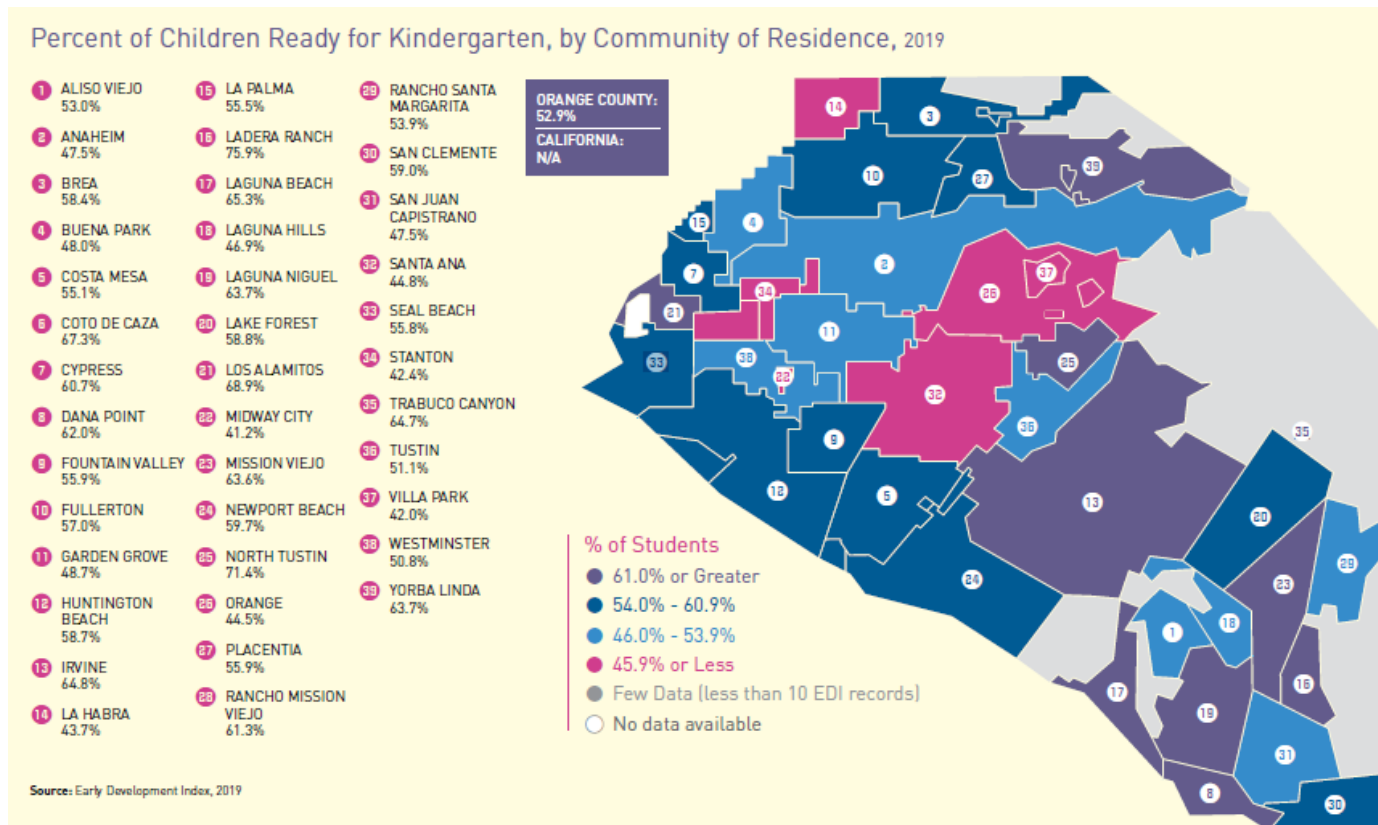 Percent of Children Ready for Kindergarten, by Community of Residence, 2019
1 ALISO VIEJO
53.0%
2 ANAHEIM
47.5%
3 BREA
58.4%
4 BUENA PARK
48.0%
5 COSTA MESA
55.1%
6 COTO DE CAZA
67.3%
7 CYPRESS
60.7%
8 DANA POINT
62.0%
9 FOUNTAIN VALLEY
55.9%
10 FULLERTON
57.0%
11 GARDEN GROVE
48.7%
12 HUNTINGTON
BEACH
58.7%
13 IRVINE
64.8%
14 LA HABRA
43.7%
15 LA PALMA
55.5%
16 LADERA RANCH
75.9%
17 LAGUNA BEACH
65.3%
18 LAGUNA HILLS
46.9%
19 LAGUNA NIGUEL
63.7%
20 LAKE FOREST
58.8%
21 LOS ALAMITOS
68.9%
22 MIDWAY CITY
41.2%
23 MISSION VIEJO
63.6%
24 NEWPORT BEACH
59.7%
25 NORTH TUSTIN
71.4%
26 ORANGE
44.5%
27 PLACENTIA
55.9%
28 RANCHO MISSION
VIEJO
61.3%
29 RANCHO SANTA
MARGARITA
53.9%
30 SAN CLEMENTE
59.0%
31 SAN JUAN
CAPISTRANO
47.5%
32 SANTA ANA
44.8%
33 SEAL BEACH
55.8%
34 STANTON
42.4%
35 TRABUCO CANYON
64.7%
36 TUSTIN
51.1%
37 VILLA PARK
42.0%
38 WESTMINSTER
50.8%
39 YORBA LINDA
63.7%
ORANGE COUNTY:
52.9%
CALIFORNIA:
N/A
14
3
39
10
27
15
4
7
2
37
26
34
21
11
33
38
25
22
32
36
35
9
12
5
13
20
24
29
23
1
18
17
16
19
31
8
30
% of Students
61.0% or Greater
54.0% - 60.9%
46.0% - 53.9%
45.9% or Less
Few Data (less than 10 EDI records)
No data available
Source: Early Development Index, 2019